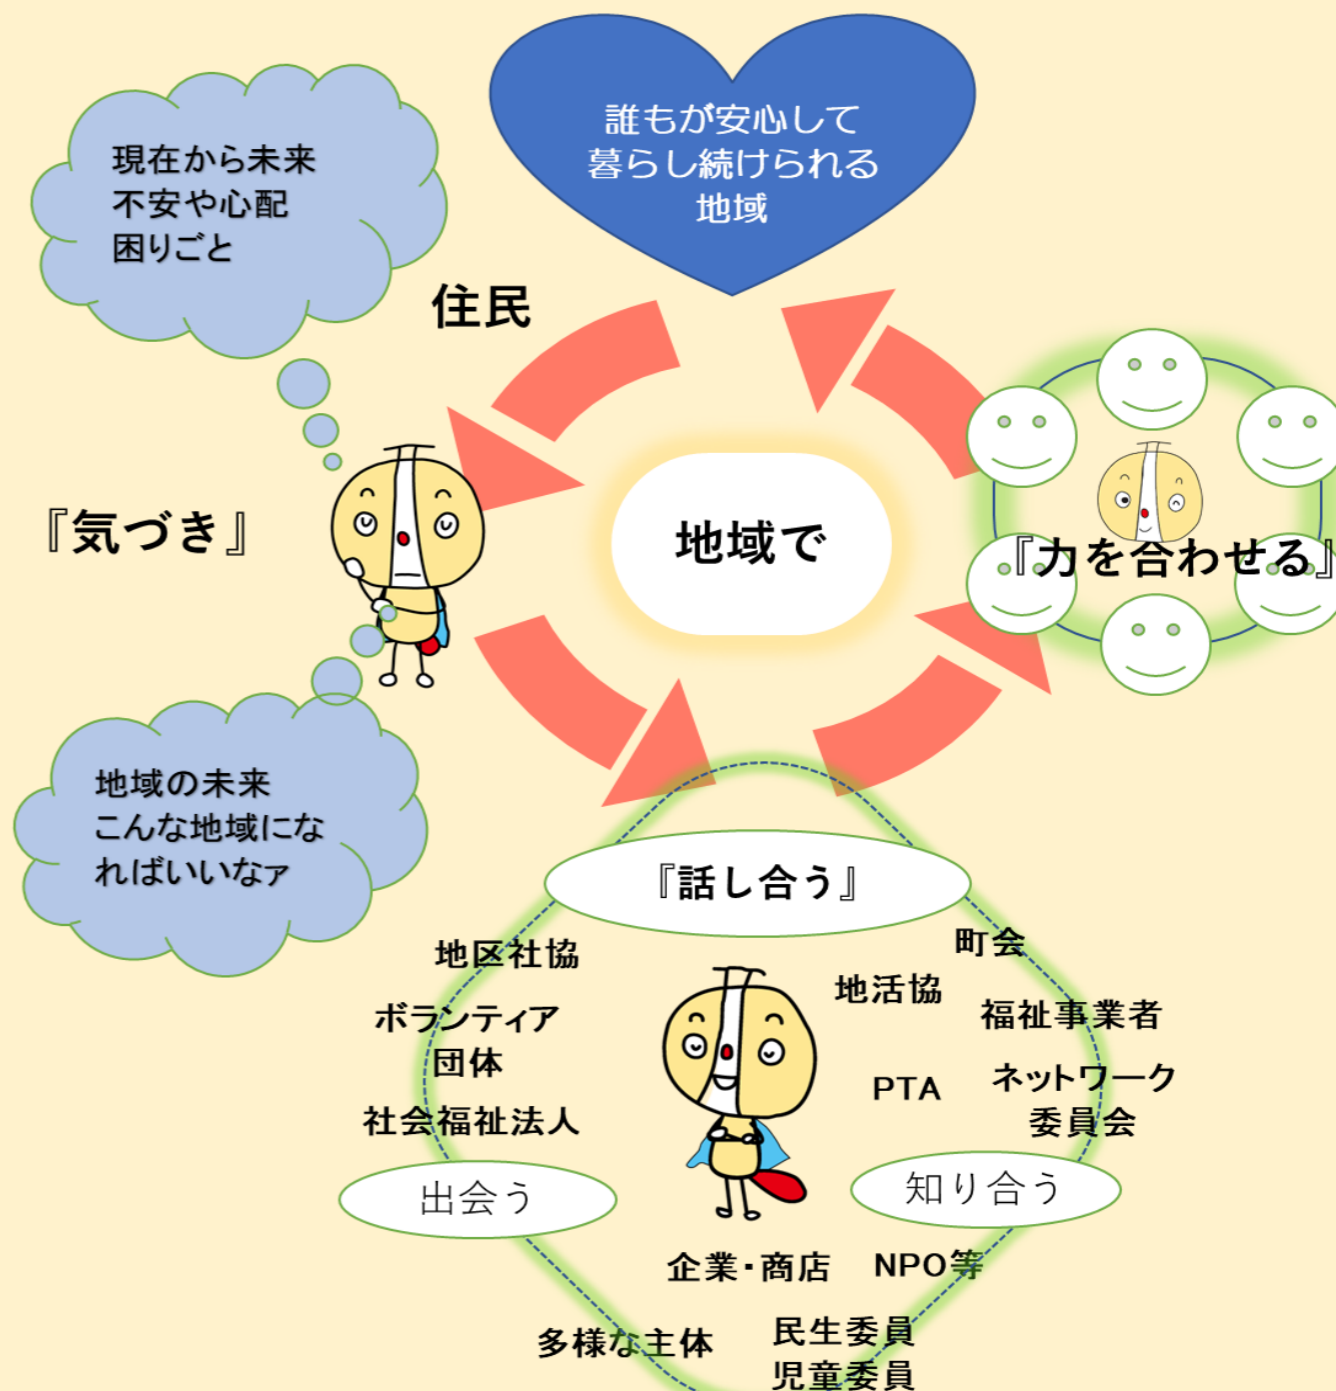 誰もが安心して
暮らし続けられる
地域
現在から未来
不安や心配
困りごと
住民
『気づき』
地域で
『力を合わせる』
地域の未来
こんな地域にな
ればいいなァ
『話し合う』
地区社協
町会
地活協
ボランティア
団体
福祉事業者
PTA
ネットワーク
委員会
社会福祉法人
出会う
知り合う
企業・商店
NPO等
多様な主体
民生委員
児童委員